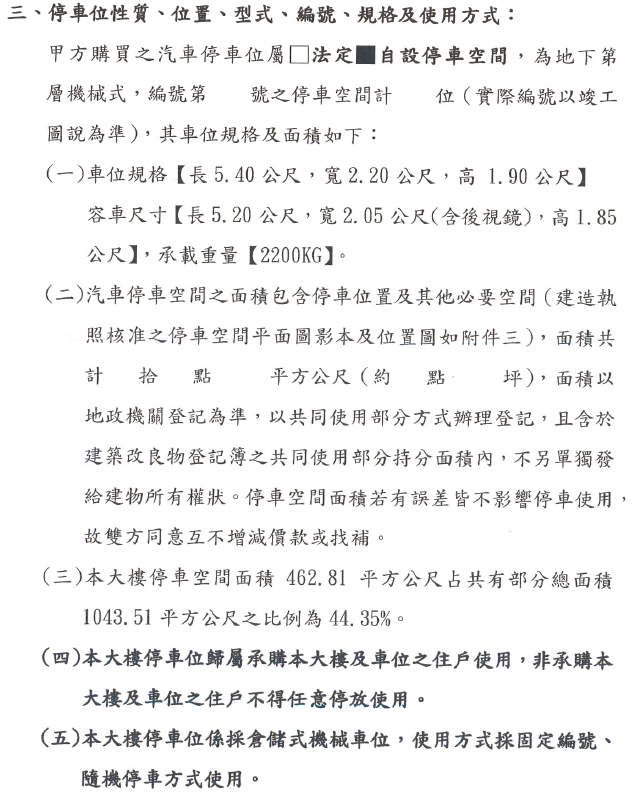 三、停車位性質、位置、型式、編號、規格及使用方式：
甲方購買之汽車停車位屬□法定■自設停車空間，為地下第
層機械式，編號第　　號之停車空間計　　位（實際編號以竣工
圖說為準），其車位規格及面積如下：
(一)車位規格【長5.40公尺，寬2.20公尺，高 1.90公尺】
容車尺寸【長5.20公尺，寬2.05公尺(含後視鏡)，高1.85
公尺】，承載重量【2200KG】。
(二)汽車停車空間之面積包含停車位置及其他必要空間（建造執
照核准之停車空間平面圖影本及位置圖如附件三），面積共
計　拾　點　　平方公尺（約　點　　坪），面積以
地政機關登記為準，以共同使用部分方式辦理登記，且含於
建築改良物登記簿之共同使用部分持分面積內，不另單獨發
給建物所有權狀。停車空間面積若有誤差皆不影響停車使用，
故雙方同意互不增減價款或找補。
(三)本大樓停車空間面積 462.81 平方公尺占共有部分總面積
1043.51平方公尺之比例為44.35%。
(四)本大樓停車位歸屬承購本大樓及車位之住戶使用，非承購本
大樓及車位之住戶不得任意停放使用。
(五)本大樓停車位係採倉儲式機械車位，使用方式採固定編號、
隨機停車方式使用。